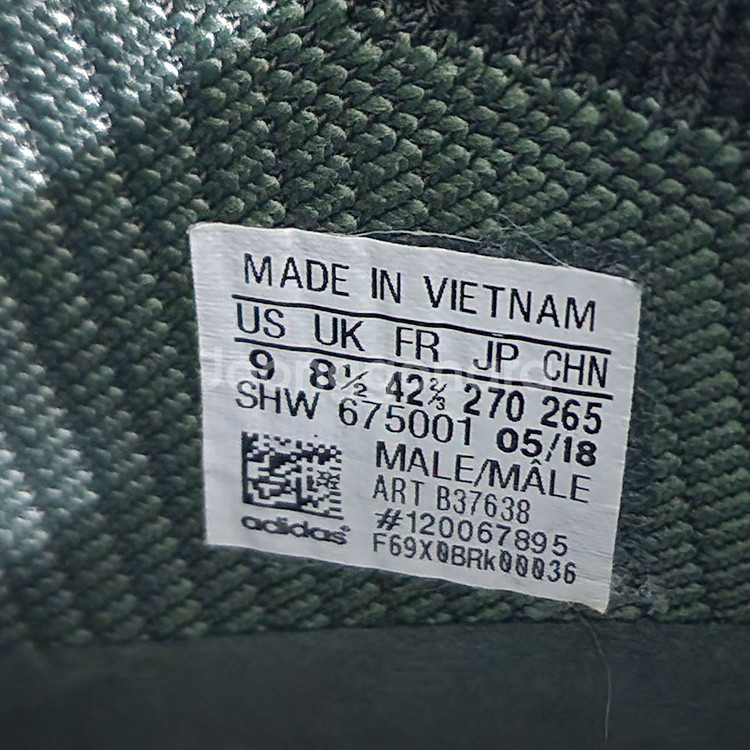 MADE IN VIETNAM
US UK FR JP CHN
9 8½ 42⅔ 270 265
SHW 675001 05/18
MALE/MÂLE
ART B37638
#120067895
F69X0BRk00036
adidas